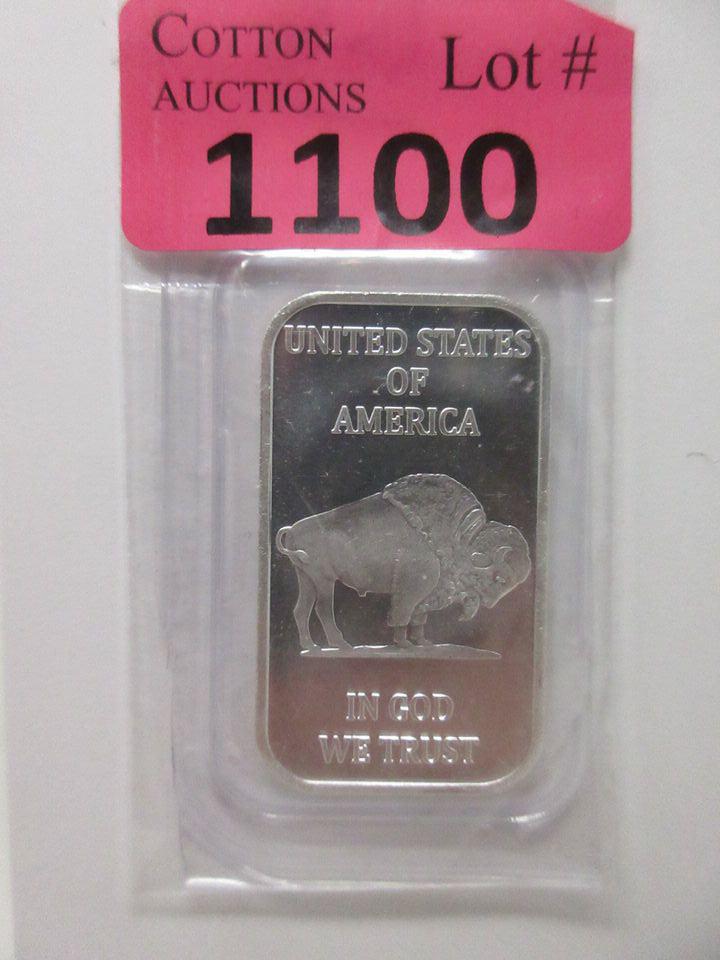 COTTON
AUCTIONS
Lot #
1100
UNITED STATES
OF
AMERICA
IN GOD
WE TRUST